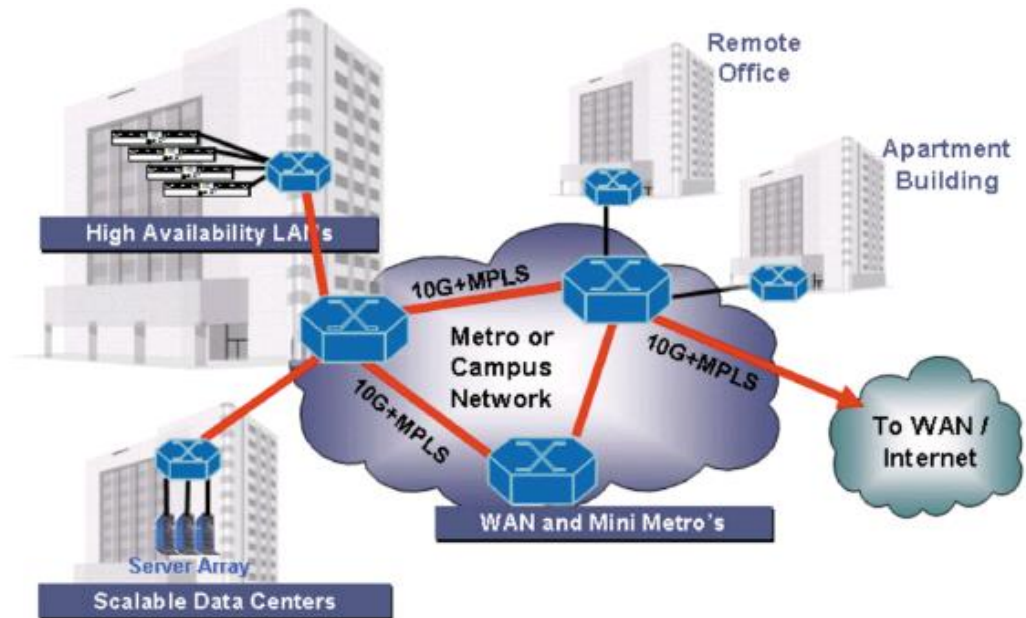 Remote
Office
Apartment
Building
High Availability LAN's
10G+MPLS
Metro or
Campus
Network
10G+MPLS
10G+MPLS
To WAN /
Internet
WAN and Mini Metro's
Server Array
Scalable Data Centers